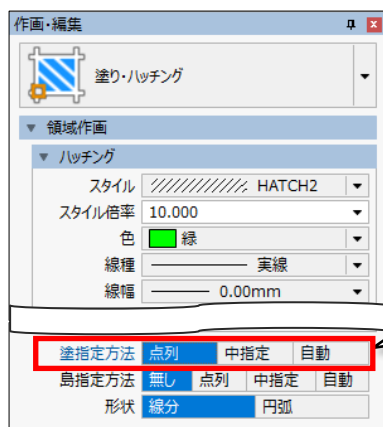 作画・編集
塗り・ハッチング
領域作画
ハッチング
スタイル HATCH2
スタイル倍率 10.000
色 緑
線種 実線
線幅 0.00mm
塗指定方法 点列 中指定 自動
島指定方法 無し 点列 中指定 自動
形状 線分 円弧